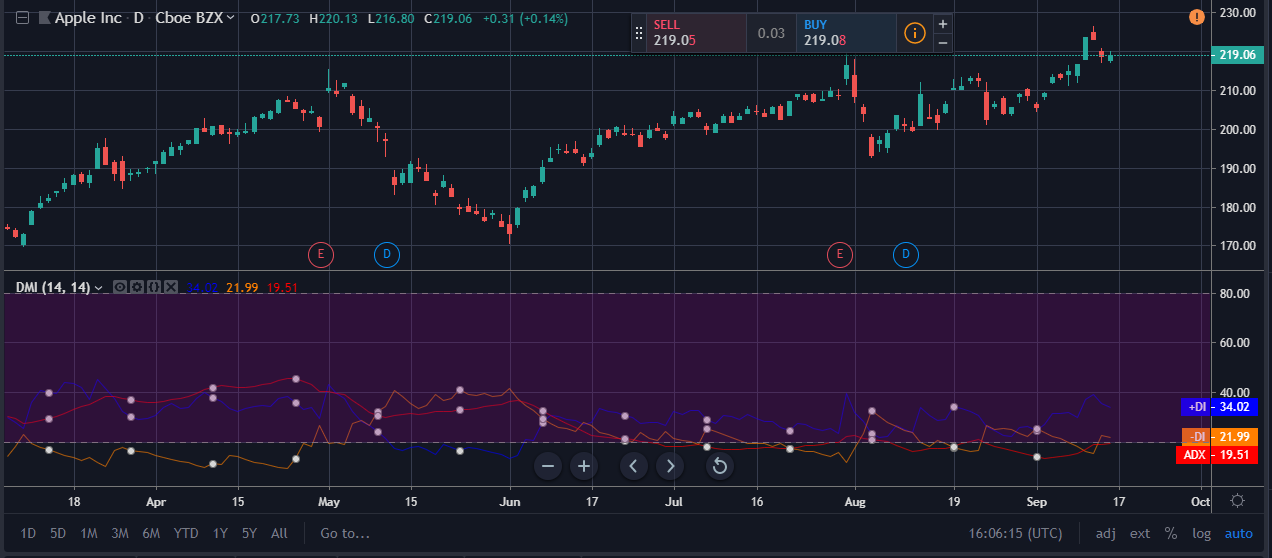 Apple Inc · D · Cboe BZX O217.73 H220.13 L216.80 C219.06 +0.31 (+0.14%)
SELL
219.05
0.03
BUY
219.08
i
+
−
!
230.00
219.06
210.00
200.00
190.00
180.00
170.00
E
D
E
D
DMI (14, 14) 34.02 21.99 19.51
80.00
60.00
40.00
+DI 34.02
-DI 21.99
ADX 19.51
18 Apr 15 May 15 Jun 17 Jul 16 Aug 19 Sep 17 Oct
1D 5D 1M 3M 6M YTD 1Y 5Y All Go to... 16:06:15 (UTC) adj ext % log auto